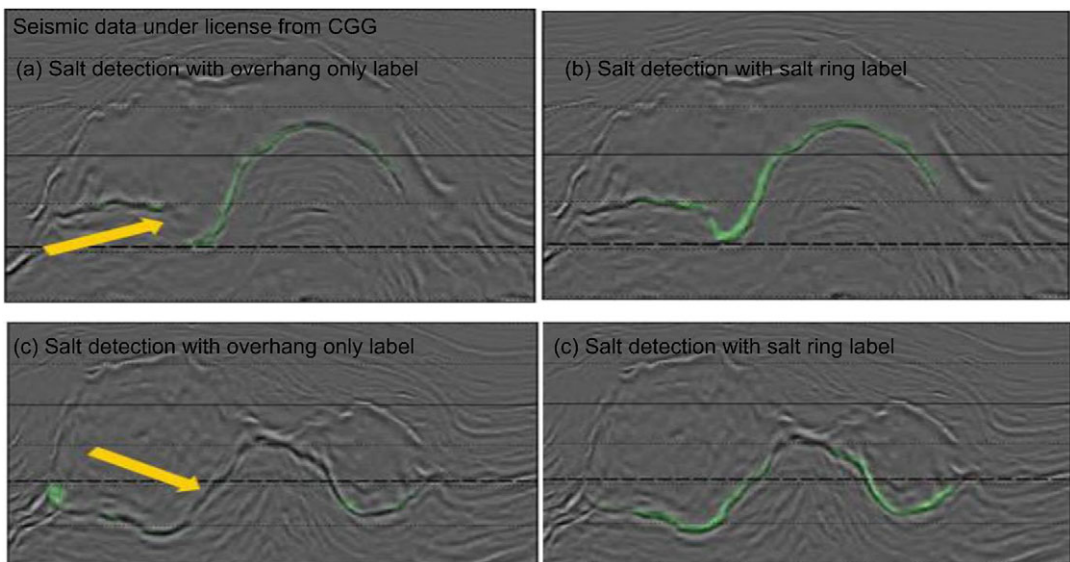 Seismic data under license from CGG
(a) Salt detection with overhang only label
(b) Salt detection with salt ring label
(c) Salt detection with overhang only label
(c) Salt detection with salt ring label